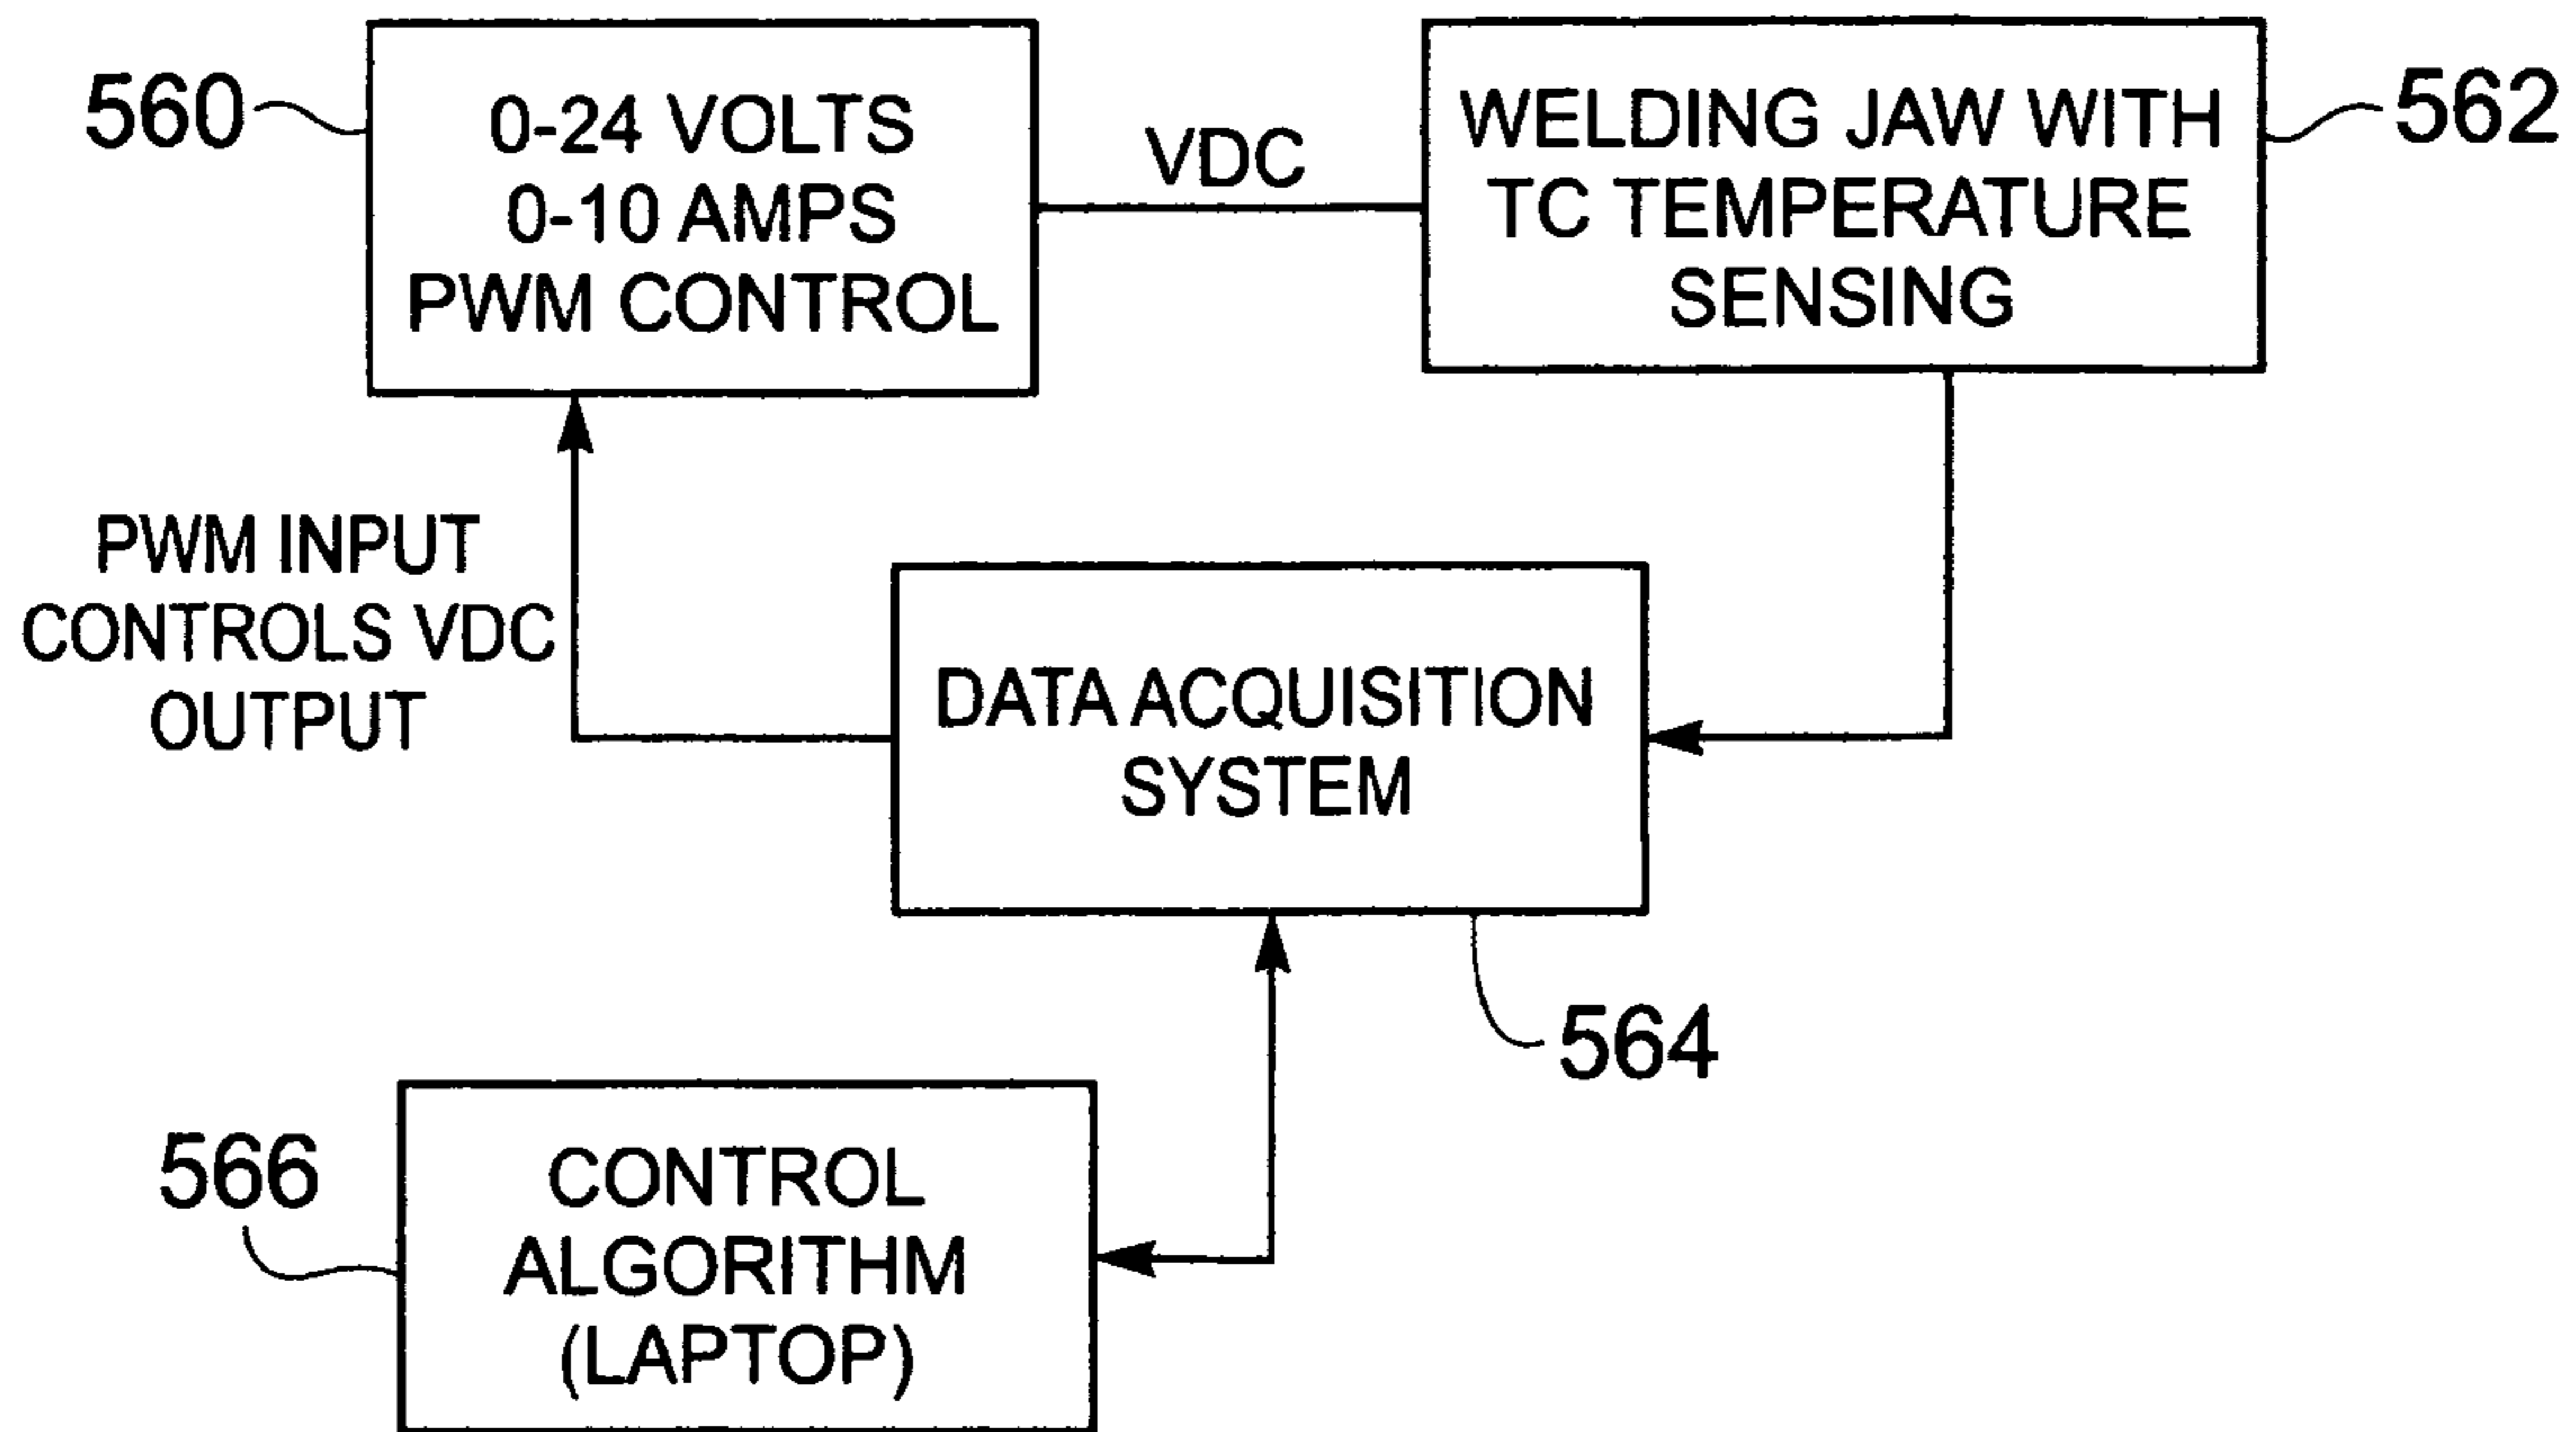 560
0-24 VOLTS
0-10 AMPS
PWM CONTROL
VDC
WELDING JAW WITH
TC TEMPERATURE
SENSING
562
PWM INPUT
CONTROLS VDC
OUTPUT
DATA ACQUISITION
SYSTEM
564
566
CONTROL
ALGORITHM
(LAPTOP)